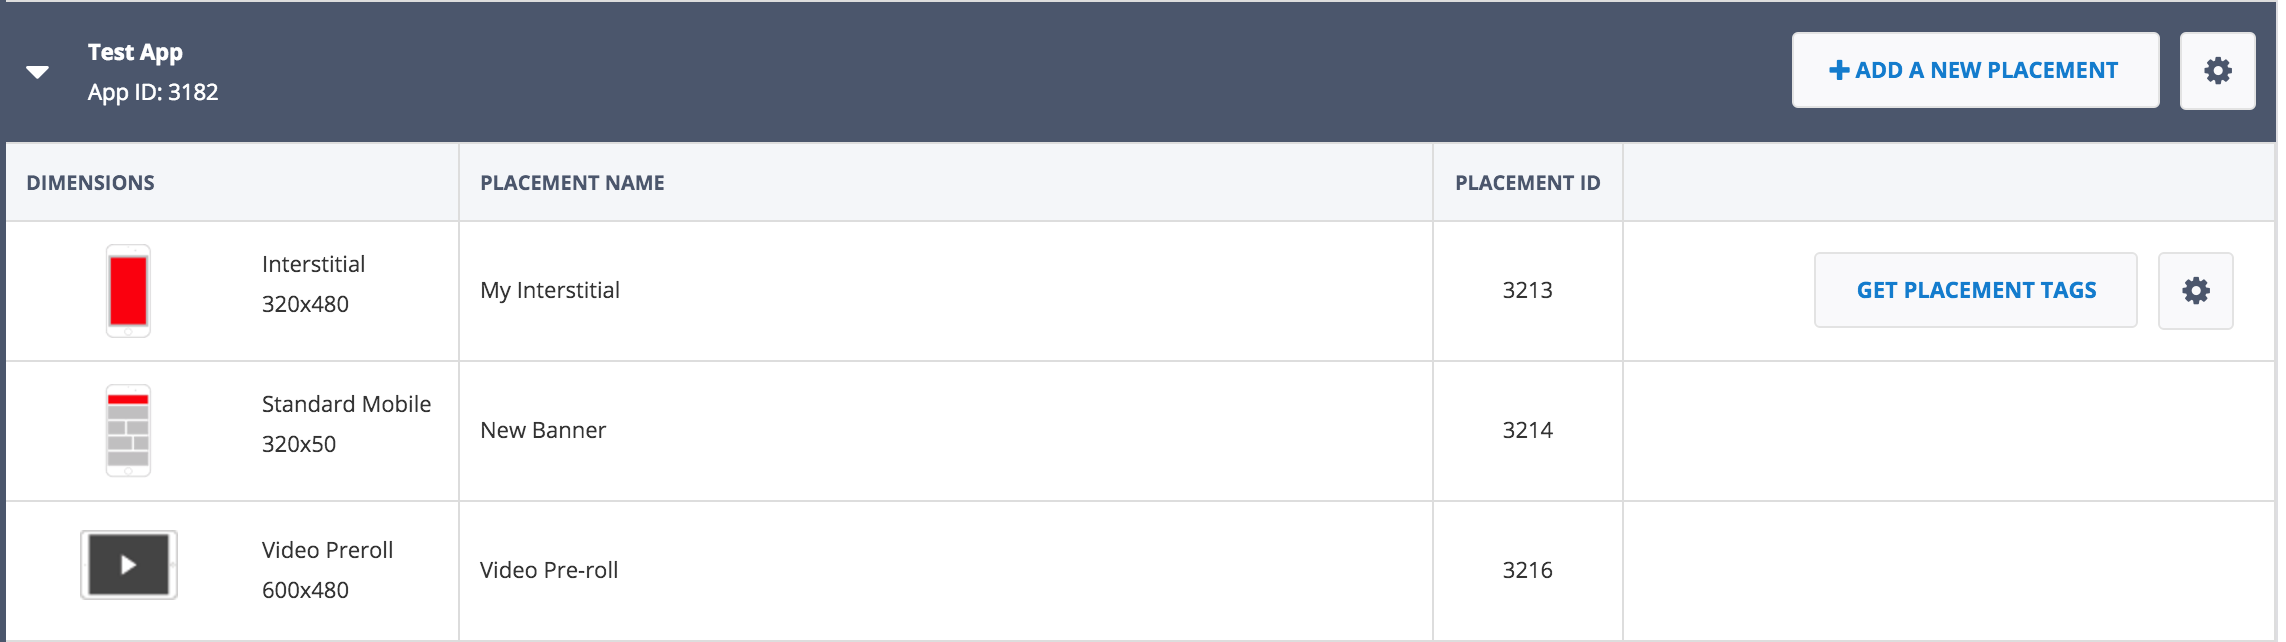 Test App
App ID: 3182
ADD A NEW PLACEMENT
DIMENSIONS
PLACEMENT NAME
PLACEMENT ID
Interstitial
320x480
My Interstitial
3213
GET PLACEMENT TAGS
Standard Mobile
320x50
New Banner
3214
Video Preroll
600x480
Video Pre-roll
3216